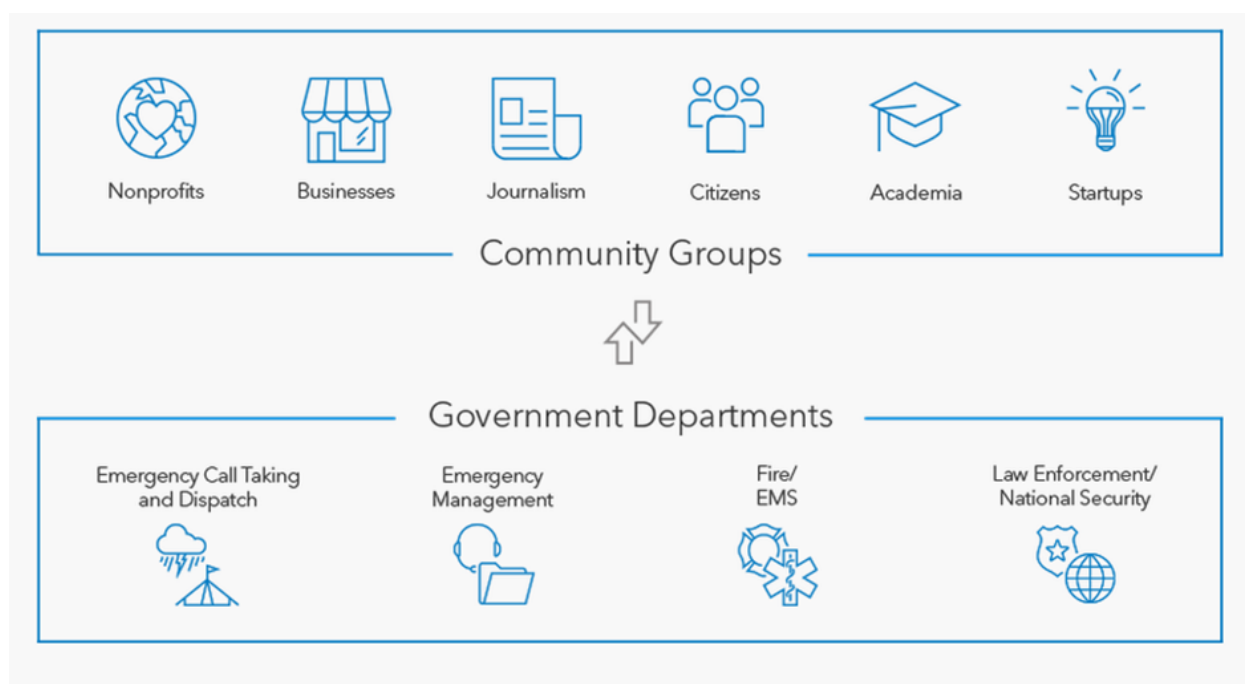 Nonprofits
Businesses
Journalism
Citizens
Academia
Startups
Community Groups
Government Departments
Emergency Call Taking
and Dispatch
Emergency
Management
Fire/
EMS
Law Enforcement/
National Security